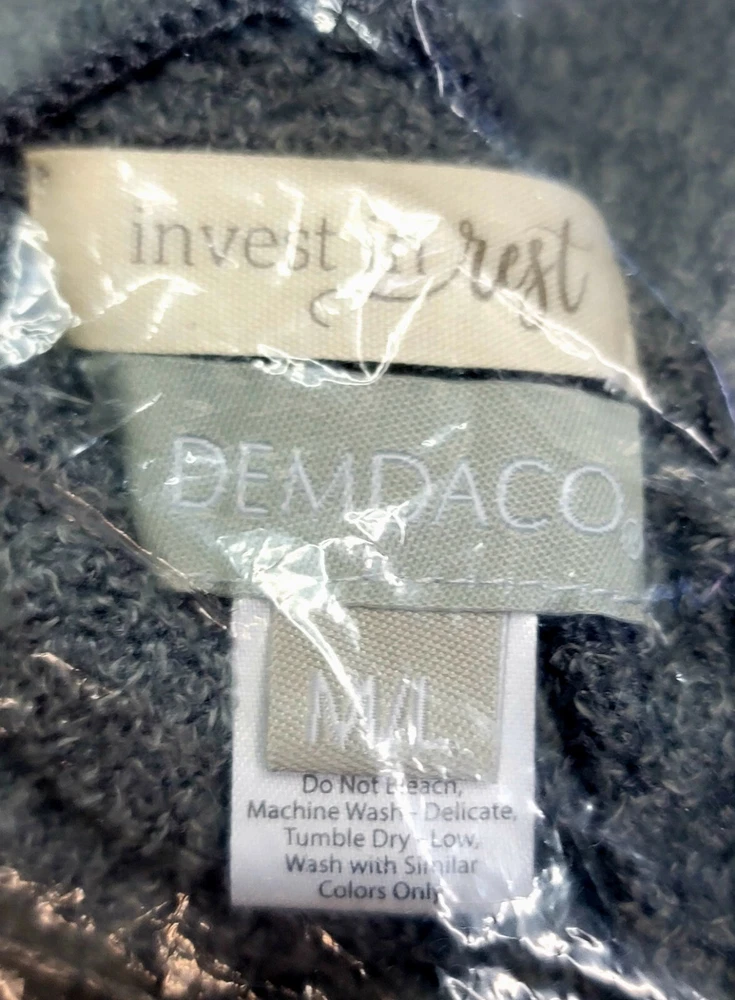 invest in rest
DEMDACO®
M/L
Do Not Bleach,
Machine Wash - Delicate,
Tumble Dry - Low,
Wash with Similar
Colors Only